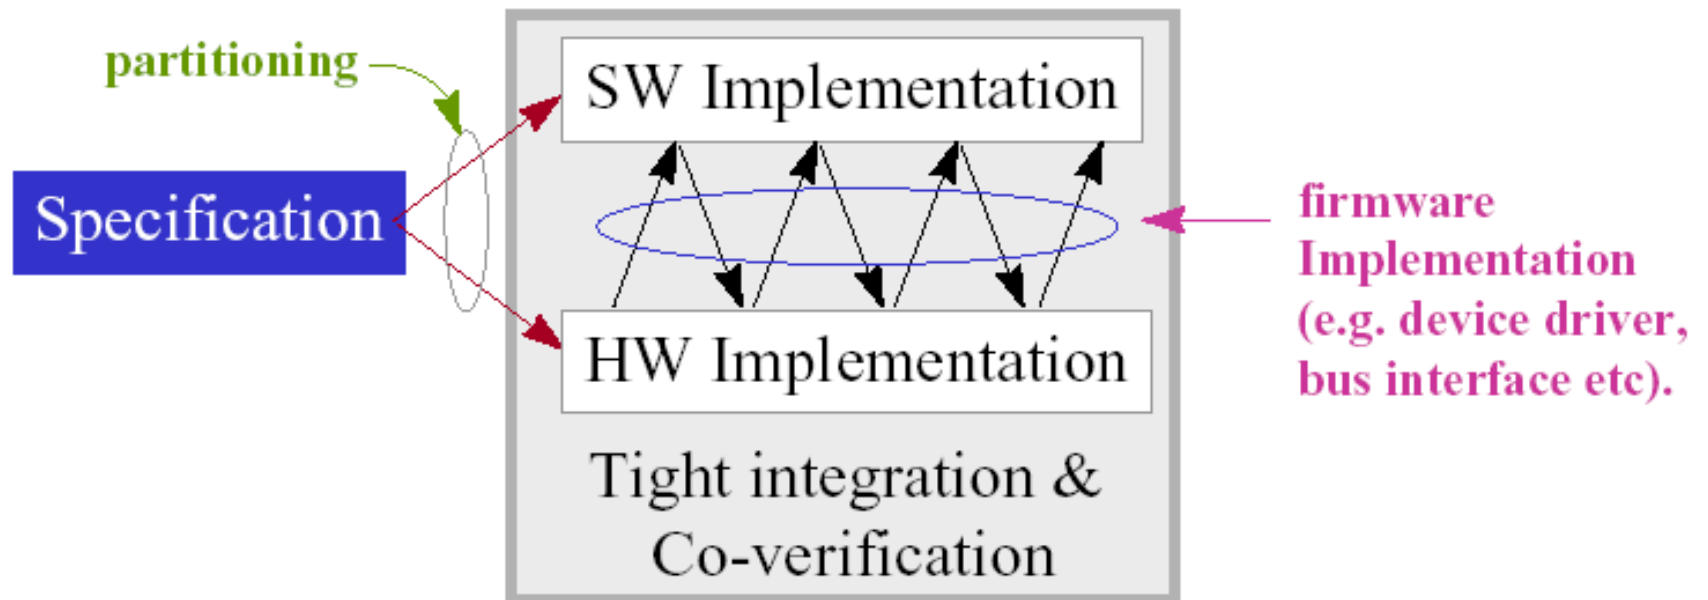 partitioning
SW Implementation
Specification
firmware
Implementation
(e.g. device driver,
bus interface etc).
HW Implementation
Tight integration &
Co-verification